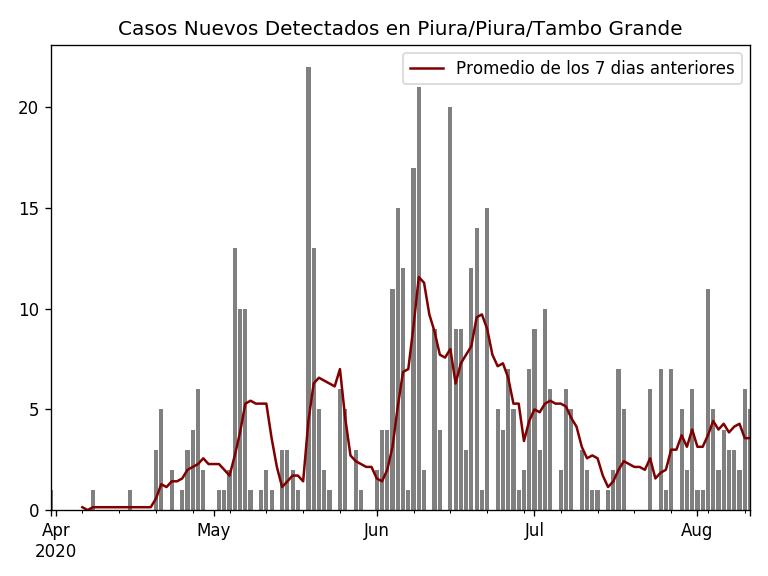 Casos Nuevos Detectados en Piura/Piura/Tambo Grande
Promedio de los 7 dias anteriores
20
15
10
5
0
Apr May Jun Jul Aug
2020